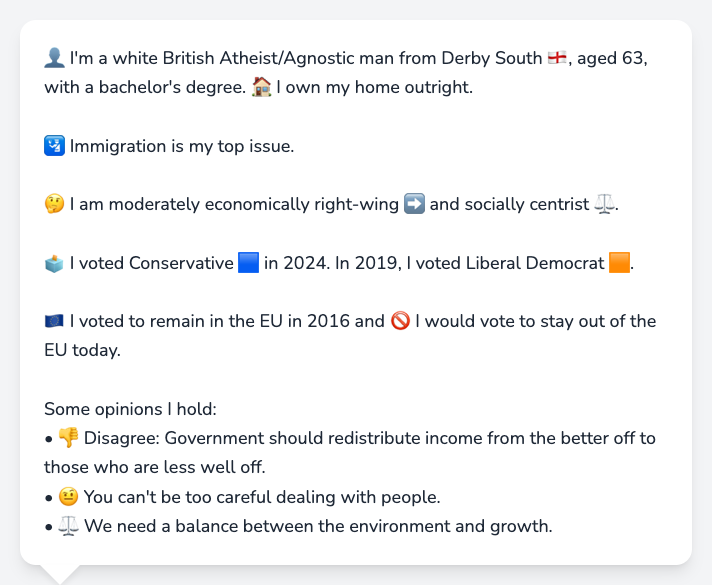 👤 I'm a white British Atheist/Agnostic man from Derby South 🏴󠁧󠁢󠁥󠁮󠁧󠁿, aged 63,
with a bachelor's degree. 🏠 I own my home outright.
🛂 Immigration is my top issue.
🤔 I am moderately economically right-wing ➡️ and socially centrist ⚖️.
🗳️ I voted Conservative 🟦 in 2024. In 2019, I voted Liberal Democrat 🟧.
🇪🇺 I voted to remain in the EU in 2016 and 🚫 I would vote to stay out of the
EU today.
Some opinions I hold:
• 👎 Disagree: Government should redistribute income from the better off to
those who are less well off.
• 🤨 You can't be too careful dealing with people.
• ⚖️ We need a balance between the environment and growth.